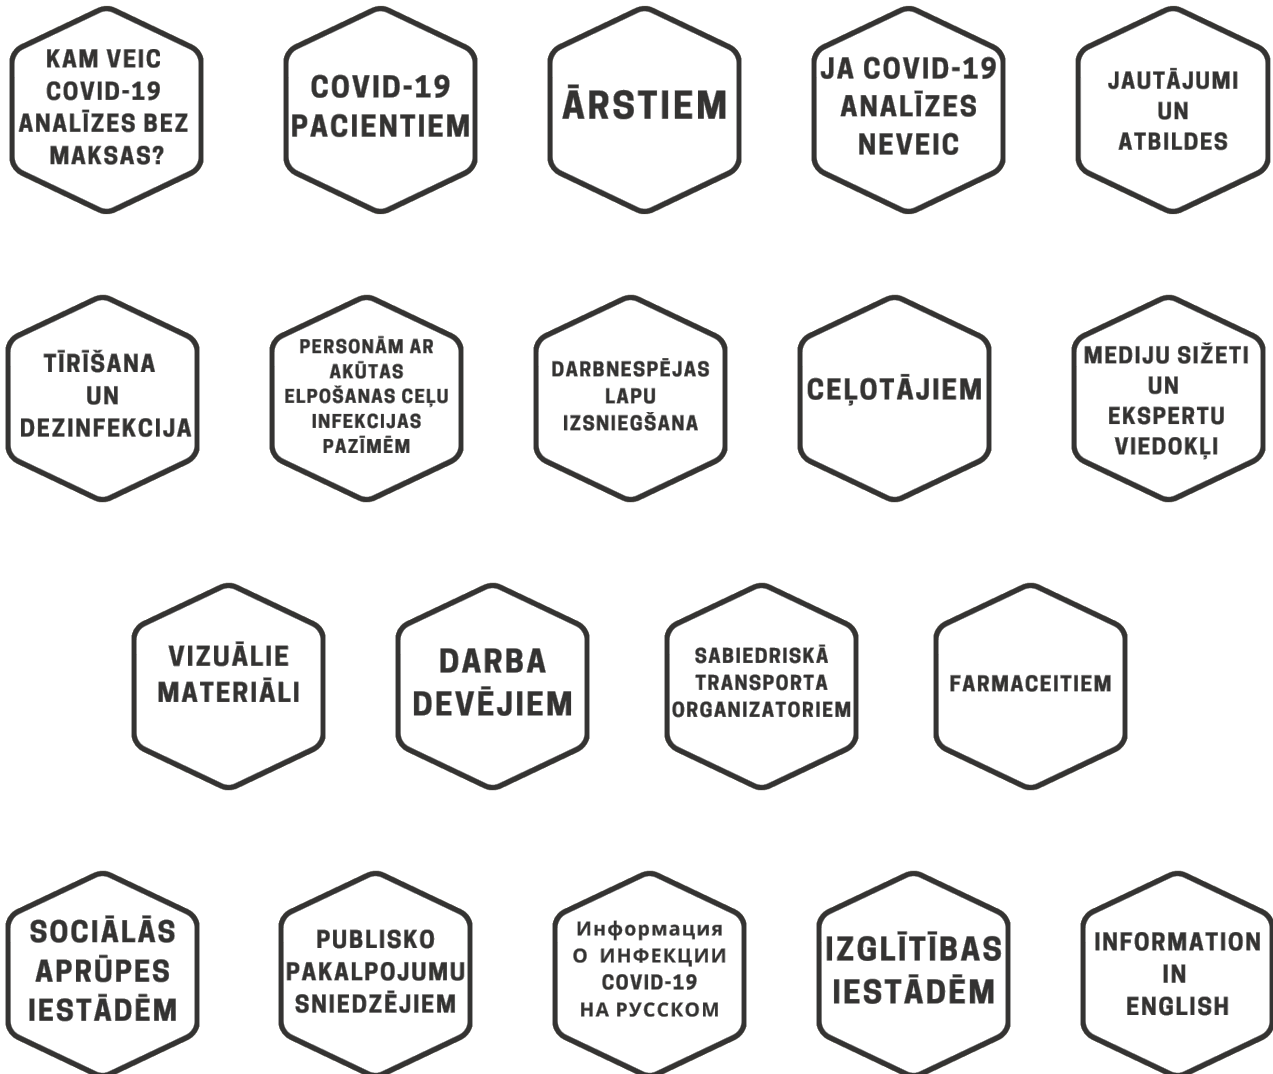 KAM VEIC
COVID-19
ANALĪZES BEZ
MAKSAS?
COVID-19
PACIENTIEM
ĀRSTIEM
JA COVID-19
ANALĪZES
NEVEIC
JAUTĀJUMI
UN
ATBILDES
TĪRĪŠANA
UN
DEZINFEKCIJA
PERSONĀM AR
AKŪTAS
ELPOŠANAS CEĻU
INFEKCIJAS
PAZĪMĒM
DARBNESPĒJAS
LAPU
IZSNIEGŠANA
CEĻOTĀJIEM
MEDIJU SIŽETI
UN
EKSPERTU
VIEDOKĻI
VIZUĀLIE
MATERIĀLI
DARBA
DEVĒJIEM
SABIEDRISKĀ
TRANSPORTA
ORGANIZATORIEM
FARMACEITIEM
SOCIĀLĀS
APRŪPES
IESTĀDĒM
PUBLISKO
PAKALPOJUMU
SNIEDZĒJIEM
Информация
О ИНФЕКЦИИ
COVID-19
НА РУССКОМ
IZGLĪTĪBAS
IESTĀDĒM
INFORMATION
IN
ENGLISH